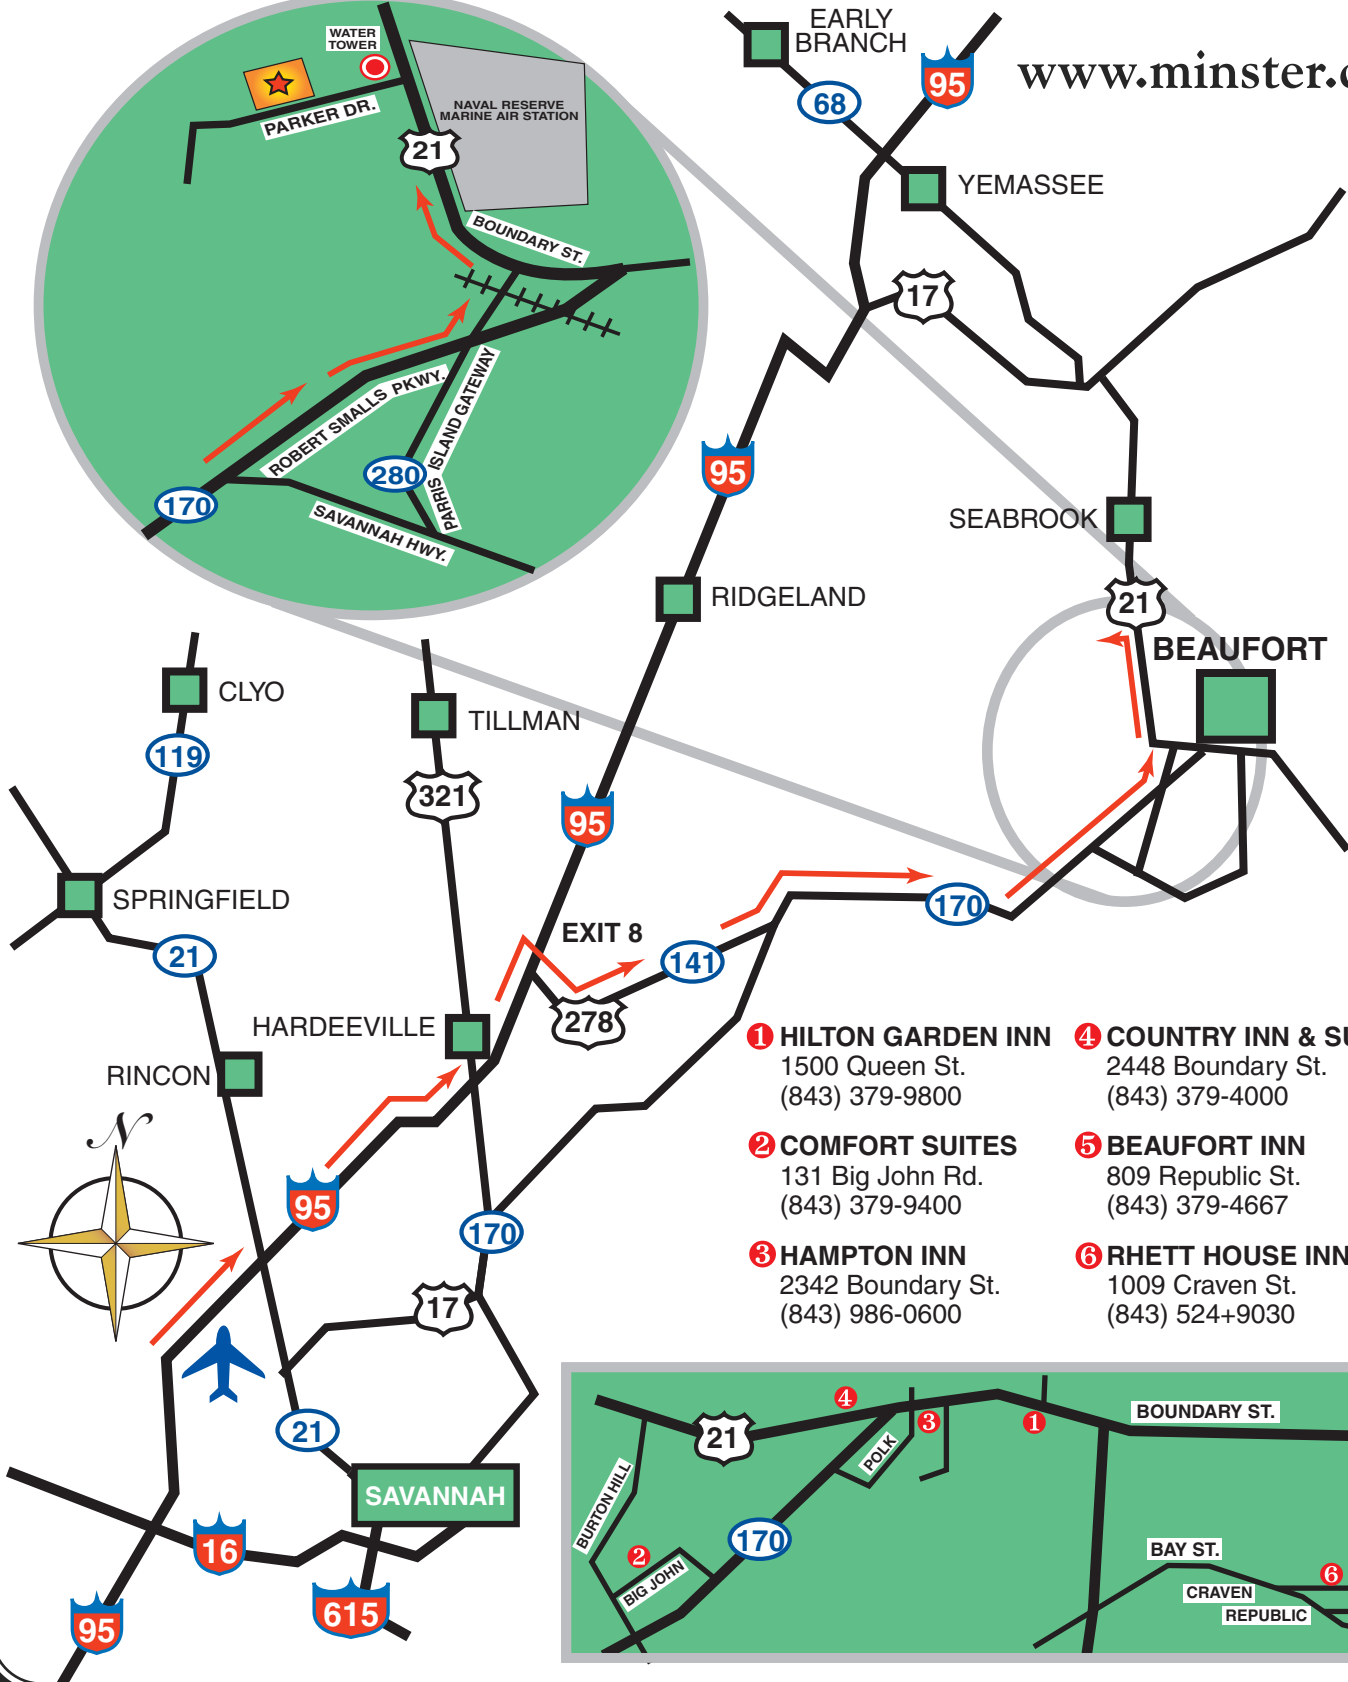 WATER
TOWER
PARKER DR.
NAVAL RESERVE
MARINE AIR STATION
21
BOUNDARY ST.
ROBERT SMALLS PKWY.
PARRIS ISLAND GATEWAY
280
170
SAVANNAH HWY.
EARLY
BRANCH
68
95
www.minster.c
YEMASSEE
17
95
SEABROOK
RIDGELAND
21
BEAUFORT
CLYO
TILLMAN
119
321
95
SPRINGFIELD
21
EXIT 8
170
141
278
HARDEEVILLE
RINCON
N
95
170
17
21
SAVANNAH
16
615
95
1 HILTON GARDEN INN
1500 Queen St.
(843) 379-9800
2 COMFORT SUITES
131 Big John Rd.
(843) 379-9400
3 HAMPTON INN
2342 Boundary St.
(843) 986-0600
4 COUNTRY INN & SU
2448 Boundary St.
(843) 379-4000
5 BEAUFORT INN
809 Republic St.
(843) 379-4667
6 RHETT HOUSE INN
1009 Craven St.
(843) 524+9030
4
3
1
BOUNDARY ST.
21
POLK
BURTON HILL
170
2
BIG JOHN
BAY ST.
6
CRAVEN
REPUBLIC